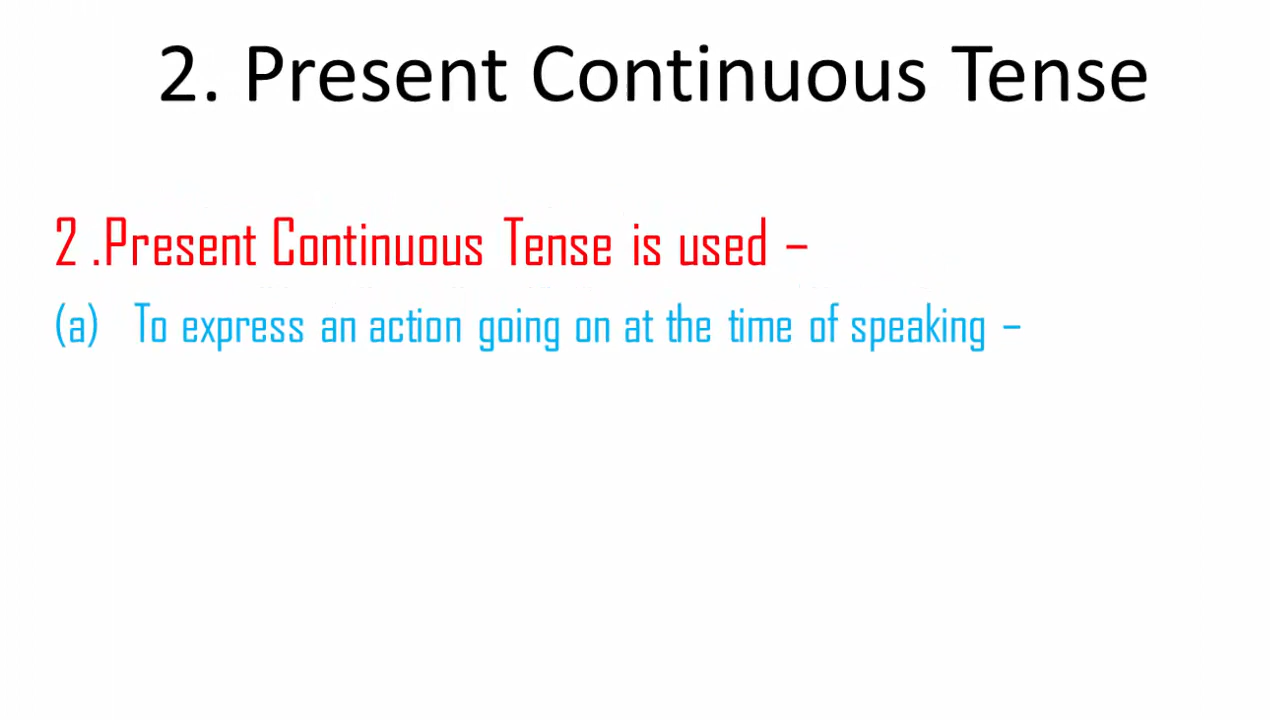 2. Present Continuous Tense
2 .Present Continuous Tense is used –
(a) To express an action going on at the time of speaking –